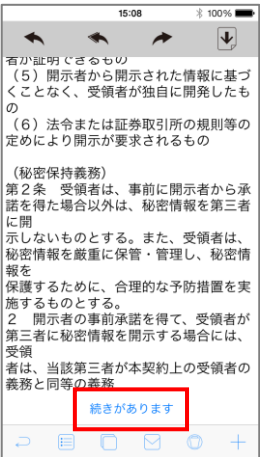 15:08
100%
者が証明できるもの
（５）開示者から開示された情報に基づ
くことなく、受領者が独自に開発したも
の
（６）法令または証券取引所の規則等の
定めにより開示が要求されるもの
（秘密保持義務）
第２条　受領者は、事前に開示者から承
諾を得た場合以外は、秘密情報を第三者
に開
示しないものとする。また、受領者は、
秘密情報を厳重に保管・管理し、秘密情
報を
保護するために、合理的な予防措置を実
施するものとする。
２　開示者の事前承諾を得て、受領者が
第三者に秘密情報を開示する場合には、
受領
者は、当該第三者が本契約上の受領者の
義務と同等の義務
続きがあります